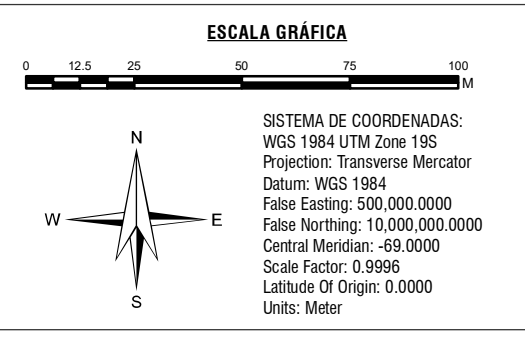 ESCALA GRÁFICA
0 12.5 25 50 75 100
M
N
W E
S
SISTEMA DE COORDENADAS:
WGS 1984 UTM Zone 19S
Projection: Transverse Mercator
Datum: WGS 1984
False Easting: 500,000.0000
False Northing: 10,000,000.0000
Central Meridian: -69.0000
Scale Factor: 0.9996
Latitude Of Origin: 0.0000
Units: Meter